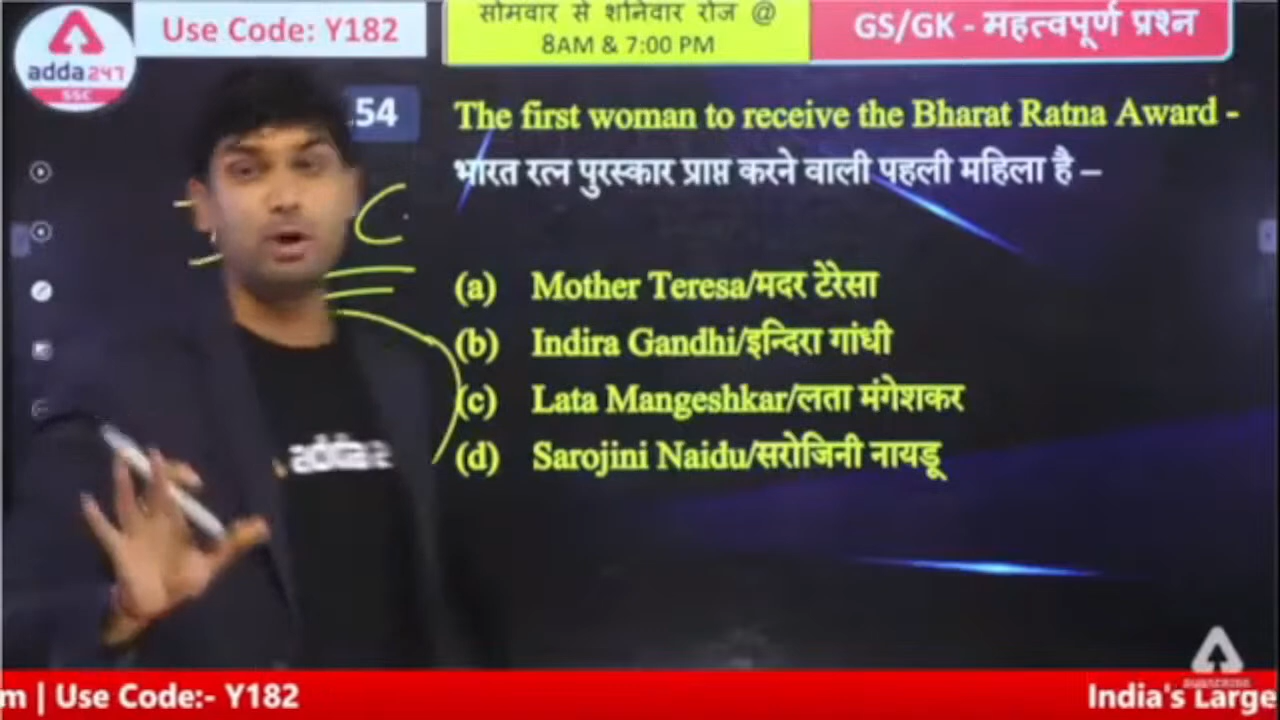 adda247
SSC
Use Code: Y182
सोमवार से शनिवार रोज @
8AM & 7:00 PM
GS/GK - महत्वपूर्ण प्रश्न
.54
The first woman to receive the Bharat Ratna Award -
भारत रत्न पुरस्कार प्राप्त करने वाली पहली महिला है –
(a) Mother Teresa/मदर टेरेसा
(b) Indira Gandhi/इन्दिरा गांधी
(c) Lata Mangeshkar/लता मंगेशकर
(d) Sarojini Naidu/सरोजिनी नायडू
adda
SUBSCRIBE
m | Use Code:- Y182
India's Large